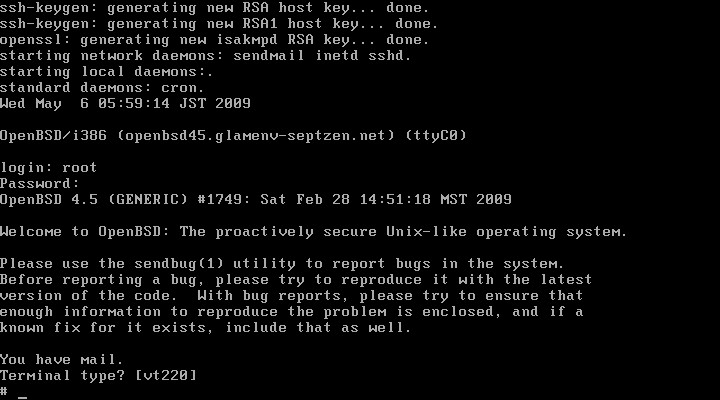 ssh-keygen: generating new RSA host key... done.
ssh-keygen: generating new RSA1 host key... done.
openssl: generating new isakmpd RSA key... done.
starting network daemons: sendmail inetd sshd.
starting local daemons:.
standard daemons: cron.
Wed May  6 05:59:14 JST 2009
OpenBSD/i386 (openbsd45.glamenv-septzen.net) (ttyC0)
login: root
Password:
OpenBSD 4.5 (GENERIC) #1749: Sat Feb 28 14:51:18 MST 2009
Welcome to OpenBSD: The proactively secure Unix-like operating system.
Please use the sendbug(1) utility to report bugs in the system.
Before reporting a bug, please try to reproduce it with the latest
version of the code.  With bug reports, please try to ensure that
enough information to reproduce the problem is enclosed, and if a
known fix for it exists, include that as well.
You have mail.
Terminal type? [vt220]
# _